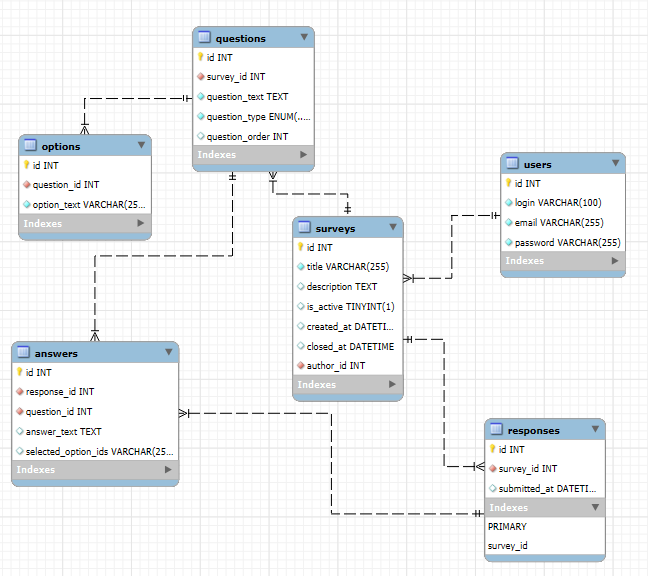 questions
id INT
survey_id INT
question_text TEXT
question_type ENUM(.....
question_order INT
Indexes
options
id INT
question_id INT
option_text VARCHAR(25...
Indexes
users
id INT
login VARCHAR(100)
email VARCHAR(255)
password VARCHAR(255)
Indexes
surveys
id INT
title VARCHAR(255)
description TEXT
is_active TINYINT(1)
created_at DATETI...
closed_at DATETIME
author_id INT
Indexes
answers
id INT
response_id INT
question_id INT
answer_text TEXT
selected_option_ids VARCHAR(25...
Indexes
responses
id INT
survey_id INT
submitted_at DATETI...
Indexes
PRIMARY
survey_id